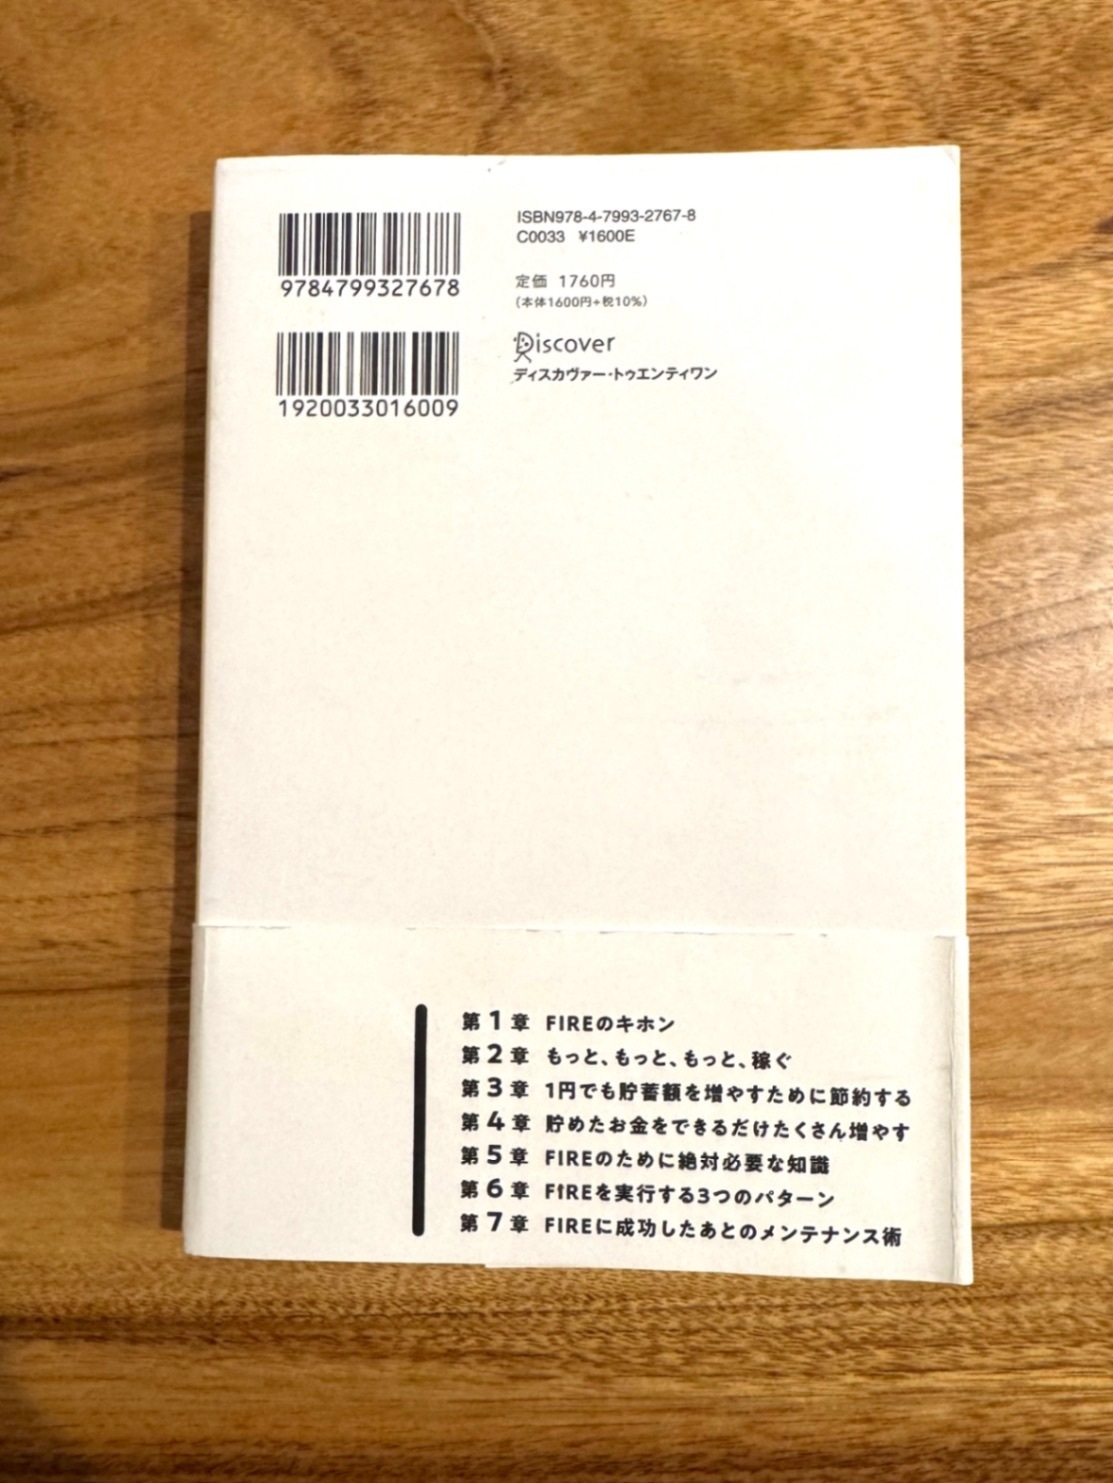 9784799327678
1920033016009
ISBN978-4-7993-2767-8
C0033 ¥1600E
定価 1760円
(本体1600円+税10%)
Discover
ディスカヴァー・トゥエンティワン
第1章 FIREのキホン
第2章 もっと、もっと、もっと、稼ぐ
第3章 1円でも貯蓄額を増やすために節約する
第4章 貯めたお金をできるだけたくさん増やす
第5章 FIREのために絶対必要な知識
第6章 FIREを実行する3つのパターン
第7章 FIREに成功したあとのメンテナンス術